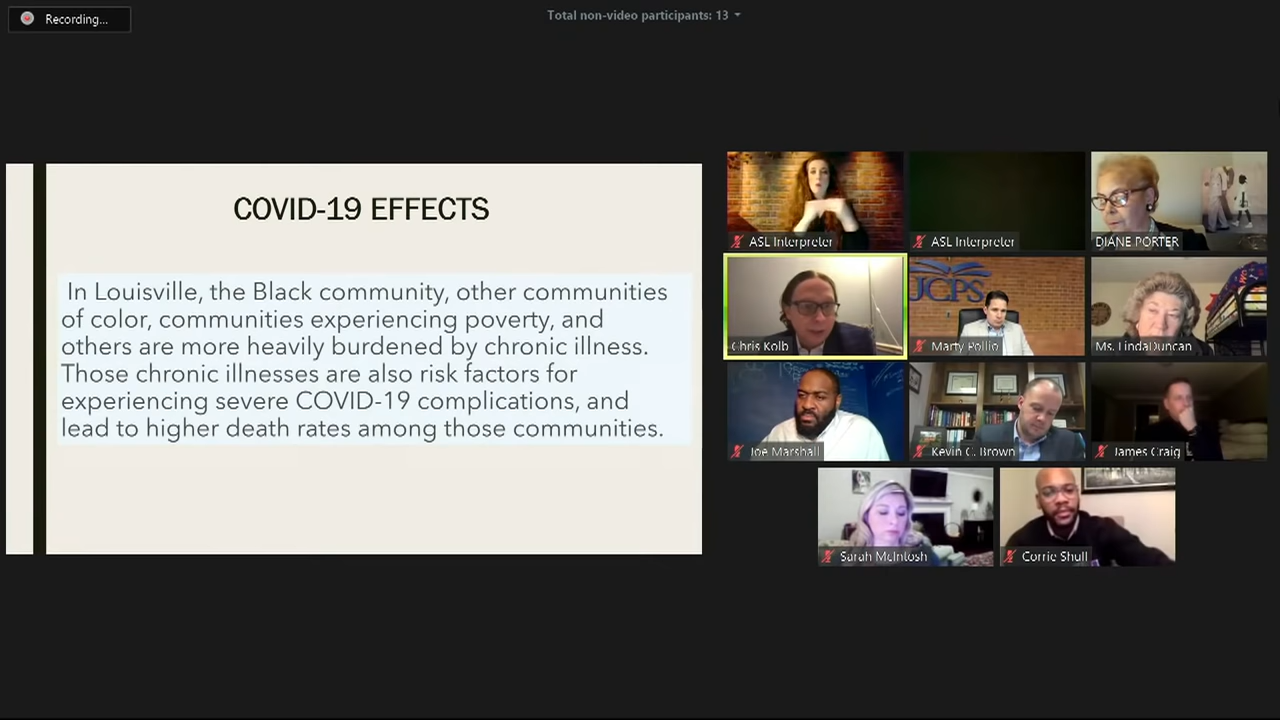 Recording...
Total non-video participants: 13
COVID-19 EFFECTS
In Louisville, the Black community, other communities
of color, communities experiencing poverty, and
others are more heavily burdened by chronic illness.
Those chronic illnesses are also risk factors for
experiencing severe COVID-19 complications, and
lead to higher death rates among those communities.
ASL Interpreter
ASL Interpreter
DIANE PORTER
Chris Kolb
JCPS
Marty Pollio
Ms. LindaDuncan
Joe Marshall
Kevin C. Brown
James Craig
Sarah McIntosh
Corrie Shull